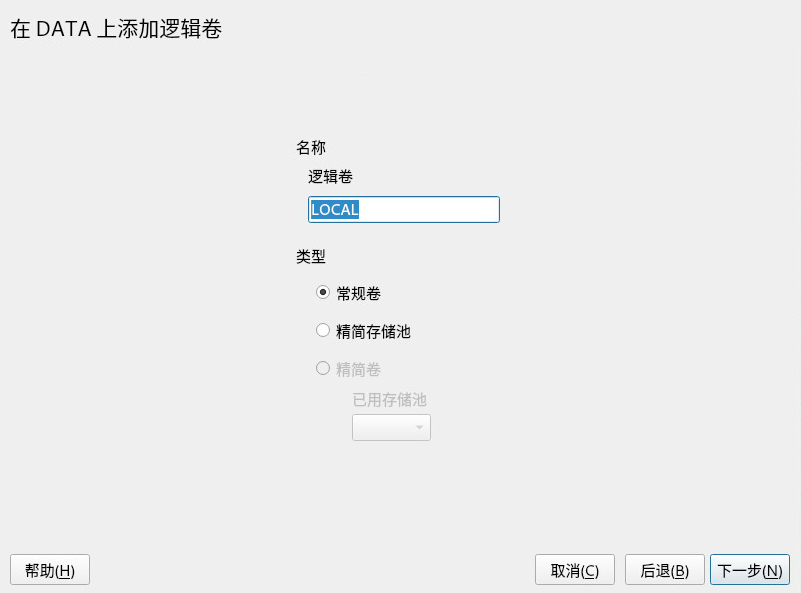 在 DATA 上添加逻辑卷
名称
逻辑卷
LOCAL
类型
常规卷
精简存储池
精简卷
已用存储池
帮助(H) 取消(C) 后退(B) 下一步(N)